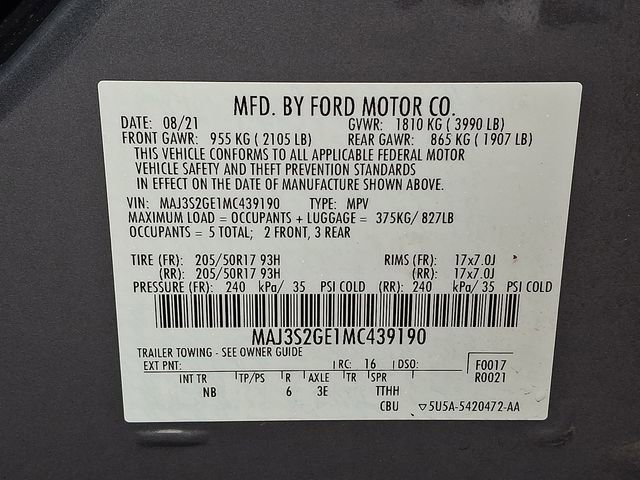 MFD. BY FORD MOTOR CO.
DATE: 08/21 GVWR: 1810 KG ( 3990 LB)
FRONT GAWR: 955 KG ( 2105 LB) REAR GAWR: 865 KG ( 1907 LB)
THIS VEHICLE CONFORMS TO ALL APPLICABLE FEDERAL MOTOR
VEHICLE SAFETY AND THEFT PREVENTION STANDARDS
IN EFFECT ON THE DATE OF MANUFACTURE SHOWN ABOVE.
VIN: MAJ3S2GE1MC439190 TYPE: MPV
MAXIMUM LOAD = OCCUPANTS + LUGGAGE = 375KG/ 827LB
OCCUPANTS = 5 TOTAL; 2 FRONT, 3 REAR
TIRE (FR): 205/50R17 93H RIMS (FR): 17x7.0J
(RR): 205/50R17 93H (RR): 17x7.0J
PRESSURE (FR): 240 kPa/ 35 PSI COLD (RR): 240 kPa/ 35 PSI COLD
MAJ3S2GE1MC439190
TRAILER TOWING - SEE OWNER GUIDE
EXT PNT: RC: 16 DSO: F0017
R0021
INT TR TP/PS R AXLE TR SPR
NB 6 3E TTHH
CBU ▽5U5A-5420472-AA